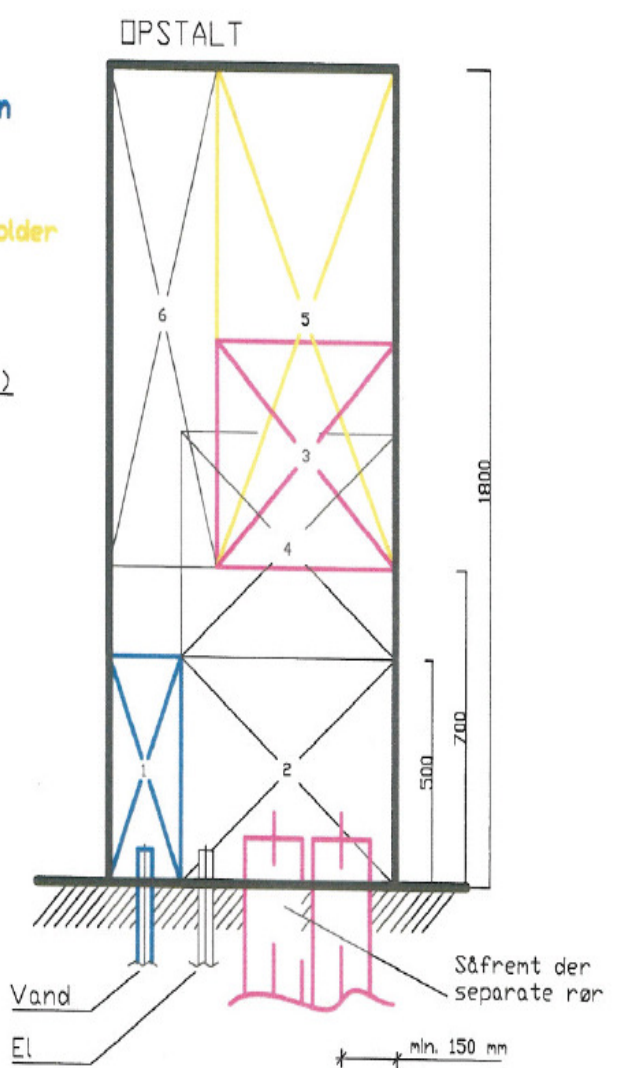 OPSTALT
6
5
3
4
1
2
1800
700
500
Vand
El
Såfremt der
separate rør
min. 150 mm